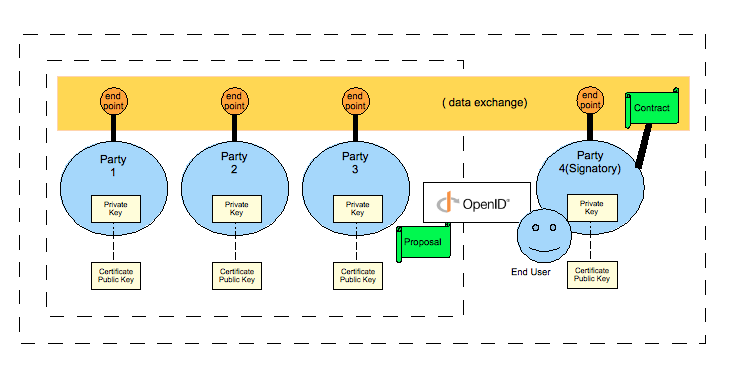 end
point
end
point
end
point
( data exchange)
end
point
Contract
Party
1
Party
2
Party
3
Party
4(Signatory)
Private
Key
Private
Key
Private
Key
OpenID®
Private
Key
Proposal
End User
Certificate
Public Key
Certificate
Public Key
Certificate
Public Key
Certificate
Public Key